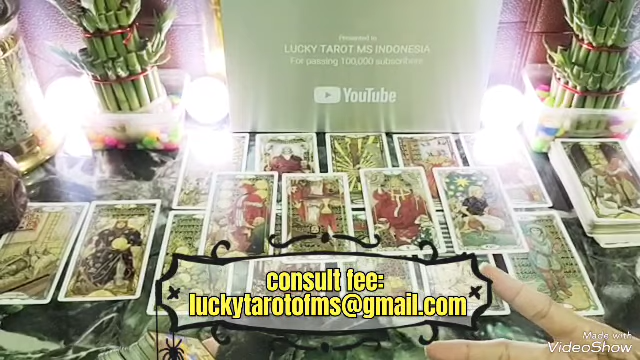 Presented to
LUCKY TAROT MS INDONESIA
For passing 100,000 subscribers
YouTube
consult fee:
luckytarotofms@gmail.com
Made with
VideoShow